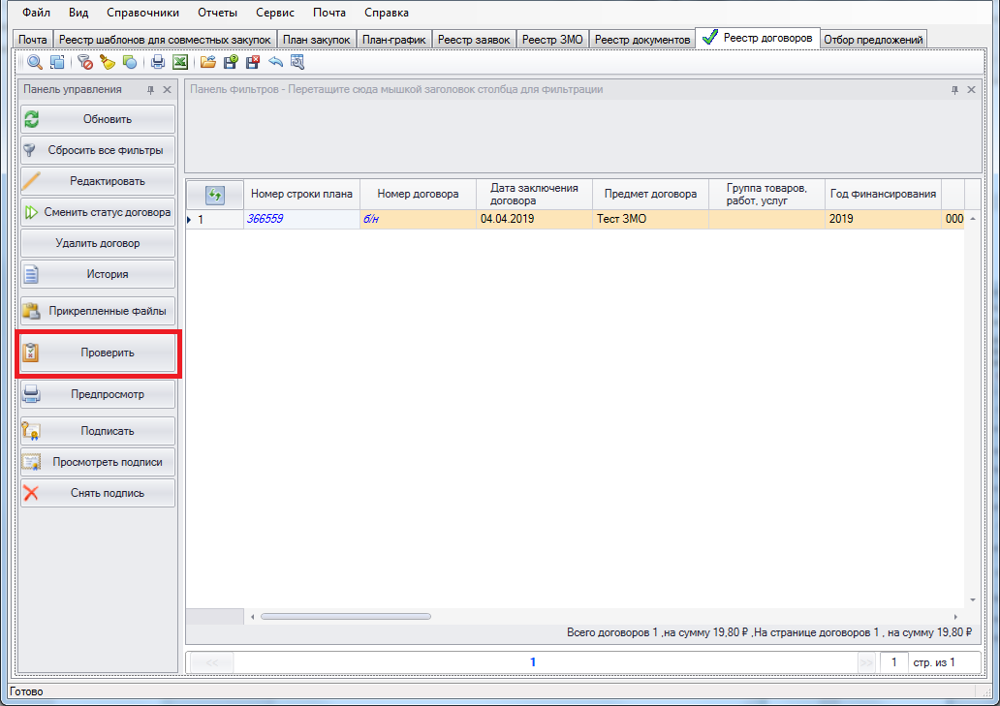 Файл Вид Справочники Отчеты Сервис Почта Справка
Почта Реестр шаблонов для совместных закупок План закупок План-график Реестр заявок Реестр ЗМО Реестр документов Реестр договоров Отбор предложений
Панель управления
Панель Фильтров - Перетащите сюда мышкой заголовок столбца для фильтрации
Обновить
Сбросить все фильтры
Редактировать
Сменить статус договора
Удалить договор
История
Прикрепленные файлы
Проверить
Предпросмотр
Подписать
Просмотреть подписи
Снять подпись
Номер строки плана Номер договора Дата заключения договора Предмет договора Группа товаров, работ, услуг Год финансирования
1 366559 б/н 04.04.2019 Тест ЗМО 2019 000
Всего договоров 1 ,на сумму 19,80 ₽ ,На странице договоров 1 , на сумму 19,80 ₽
<< 1 >> 1 стр. из 1
Готово